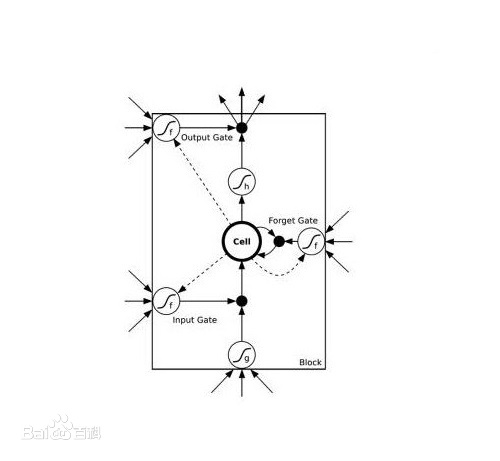 f
Output Gate
h
Forget Gate
Cell
f
f
Input Gate
g
Block
Bai百科